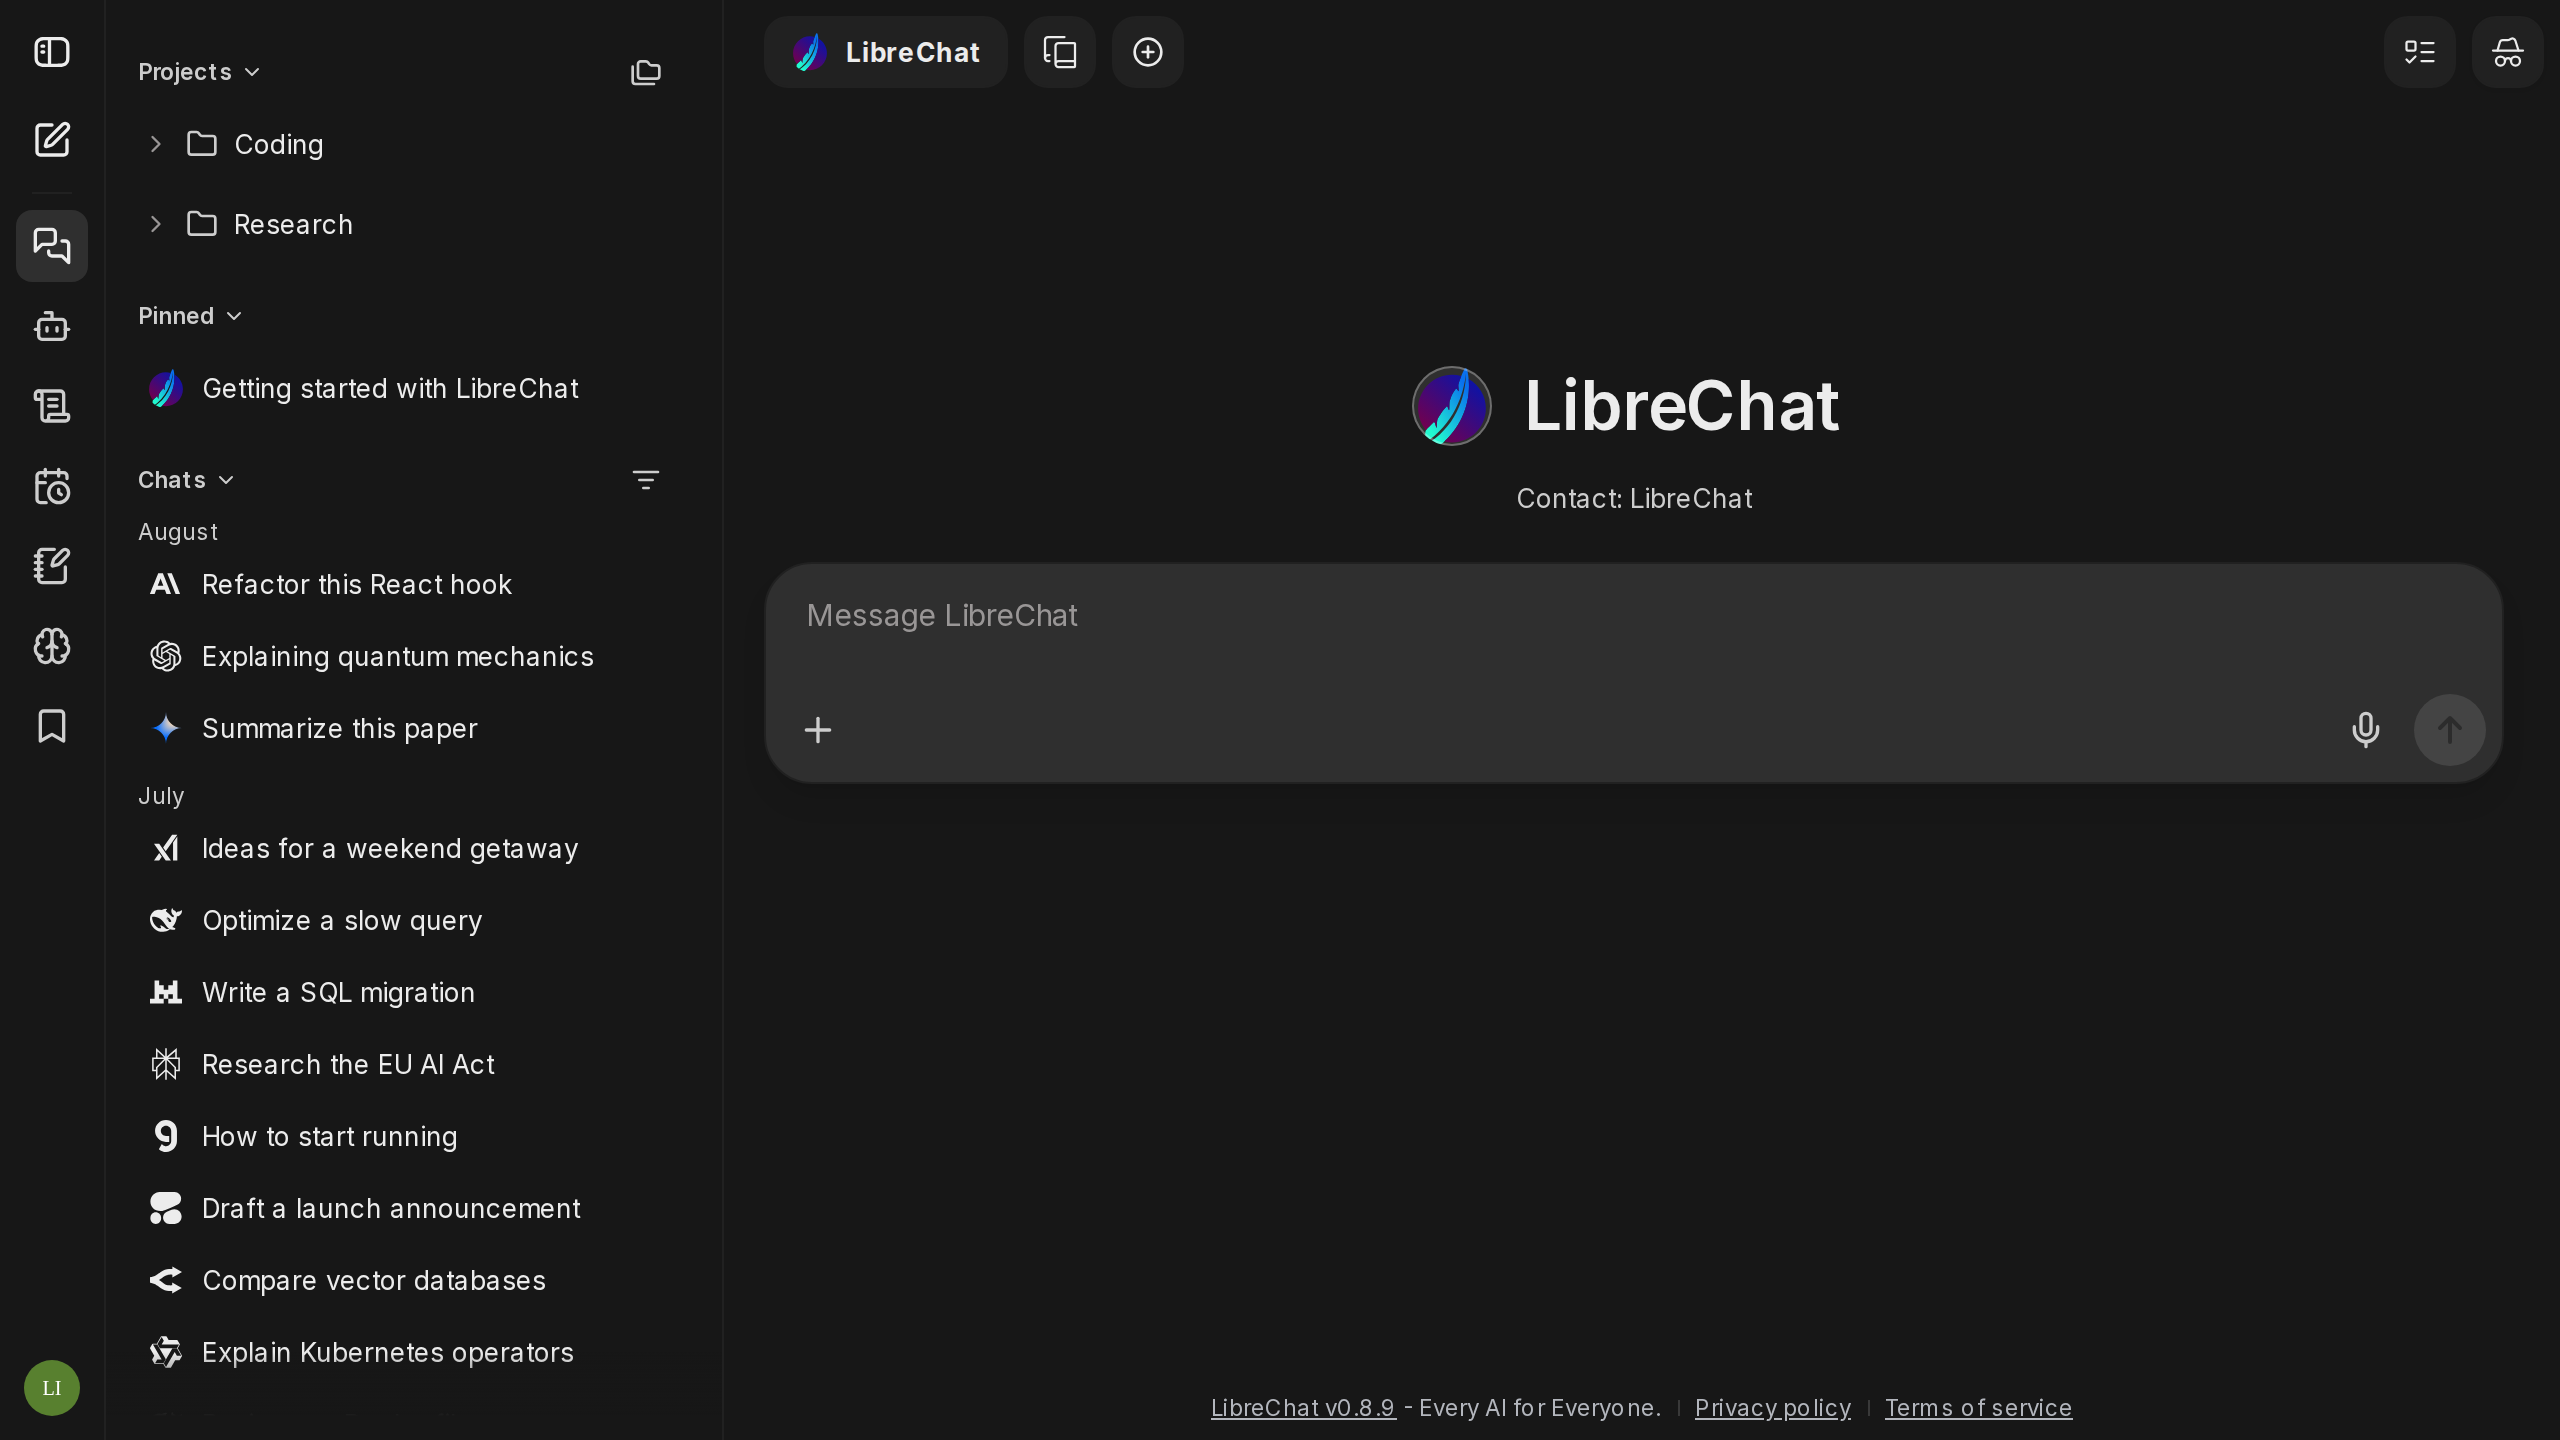 Projects
Coding
Research
Pinned
Getting started with LibreChat
Chats
August
Refactor this React hook
Explaining quantum mechanics
Summarize this paper
July
Ideas for a weekend getaway
Optimize a slow query
Write a SQL migration
Research the EU AI Act
How to start running
Draft a launch announcement
Compare vector databases
Explain Kubernetes operators
LI
LibreChat
LibreChat
Contact: LibreChat
Message LibreChat
LibreChat v0.8.9 - Every AI for Everyone. Privacy policy Terms of service